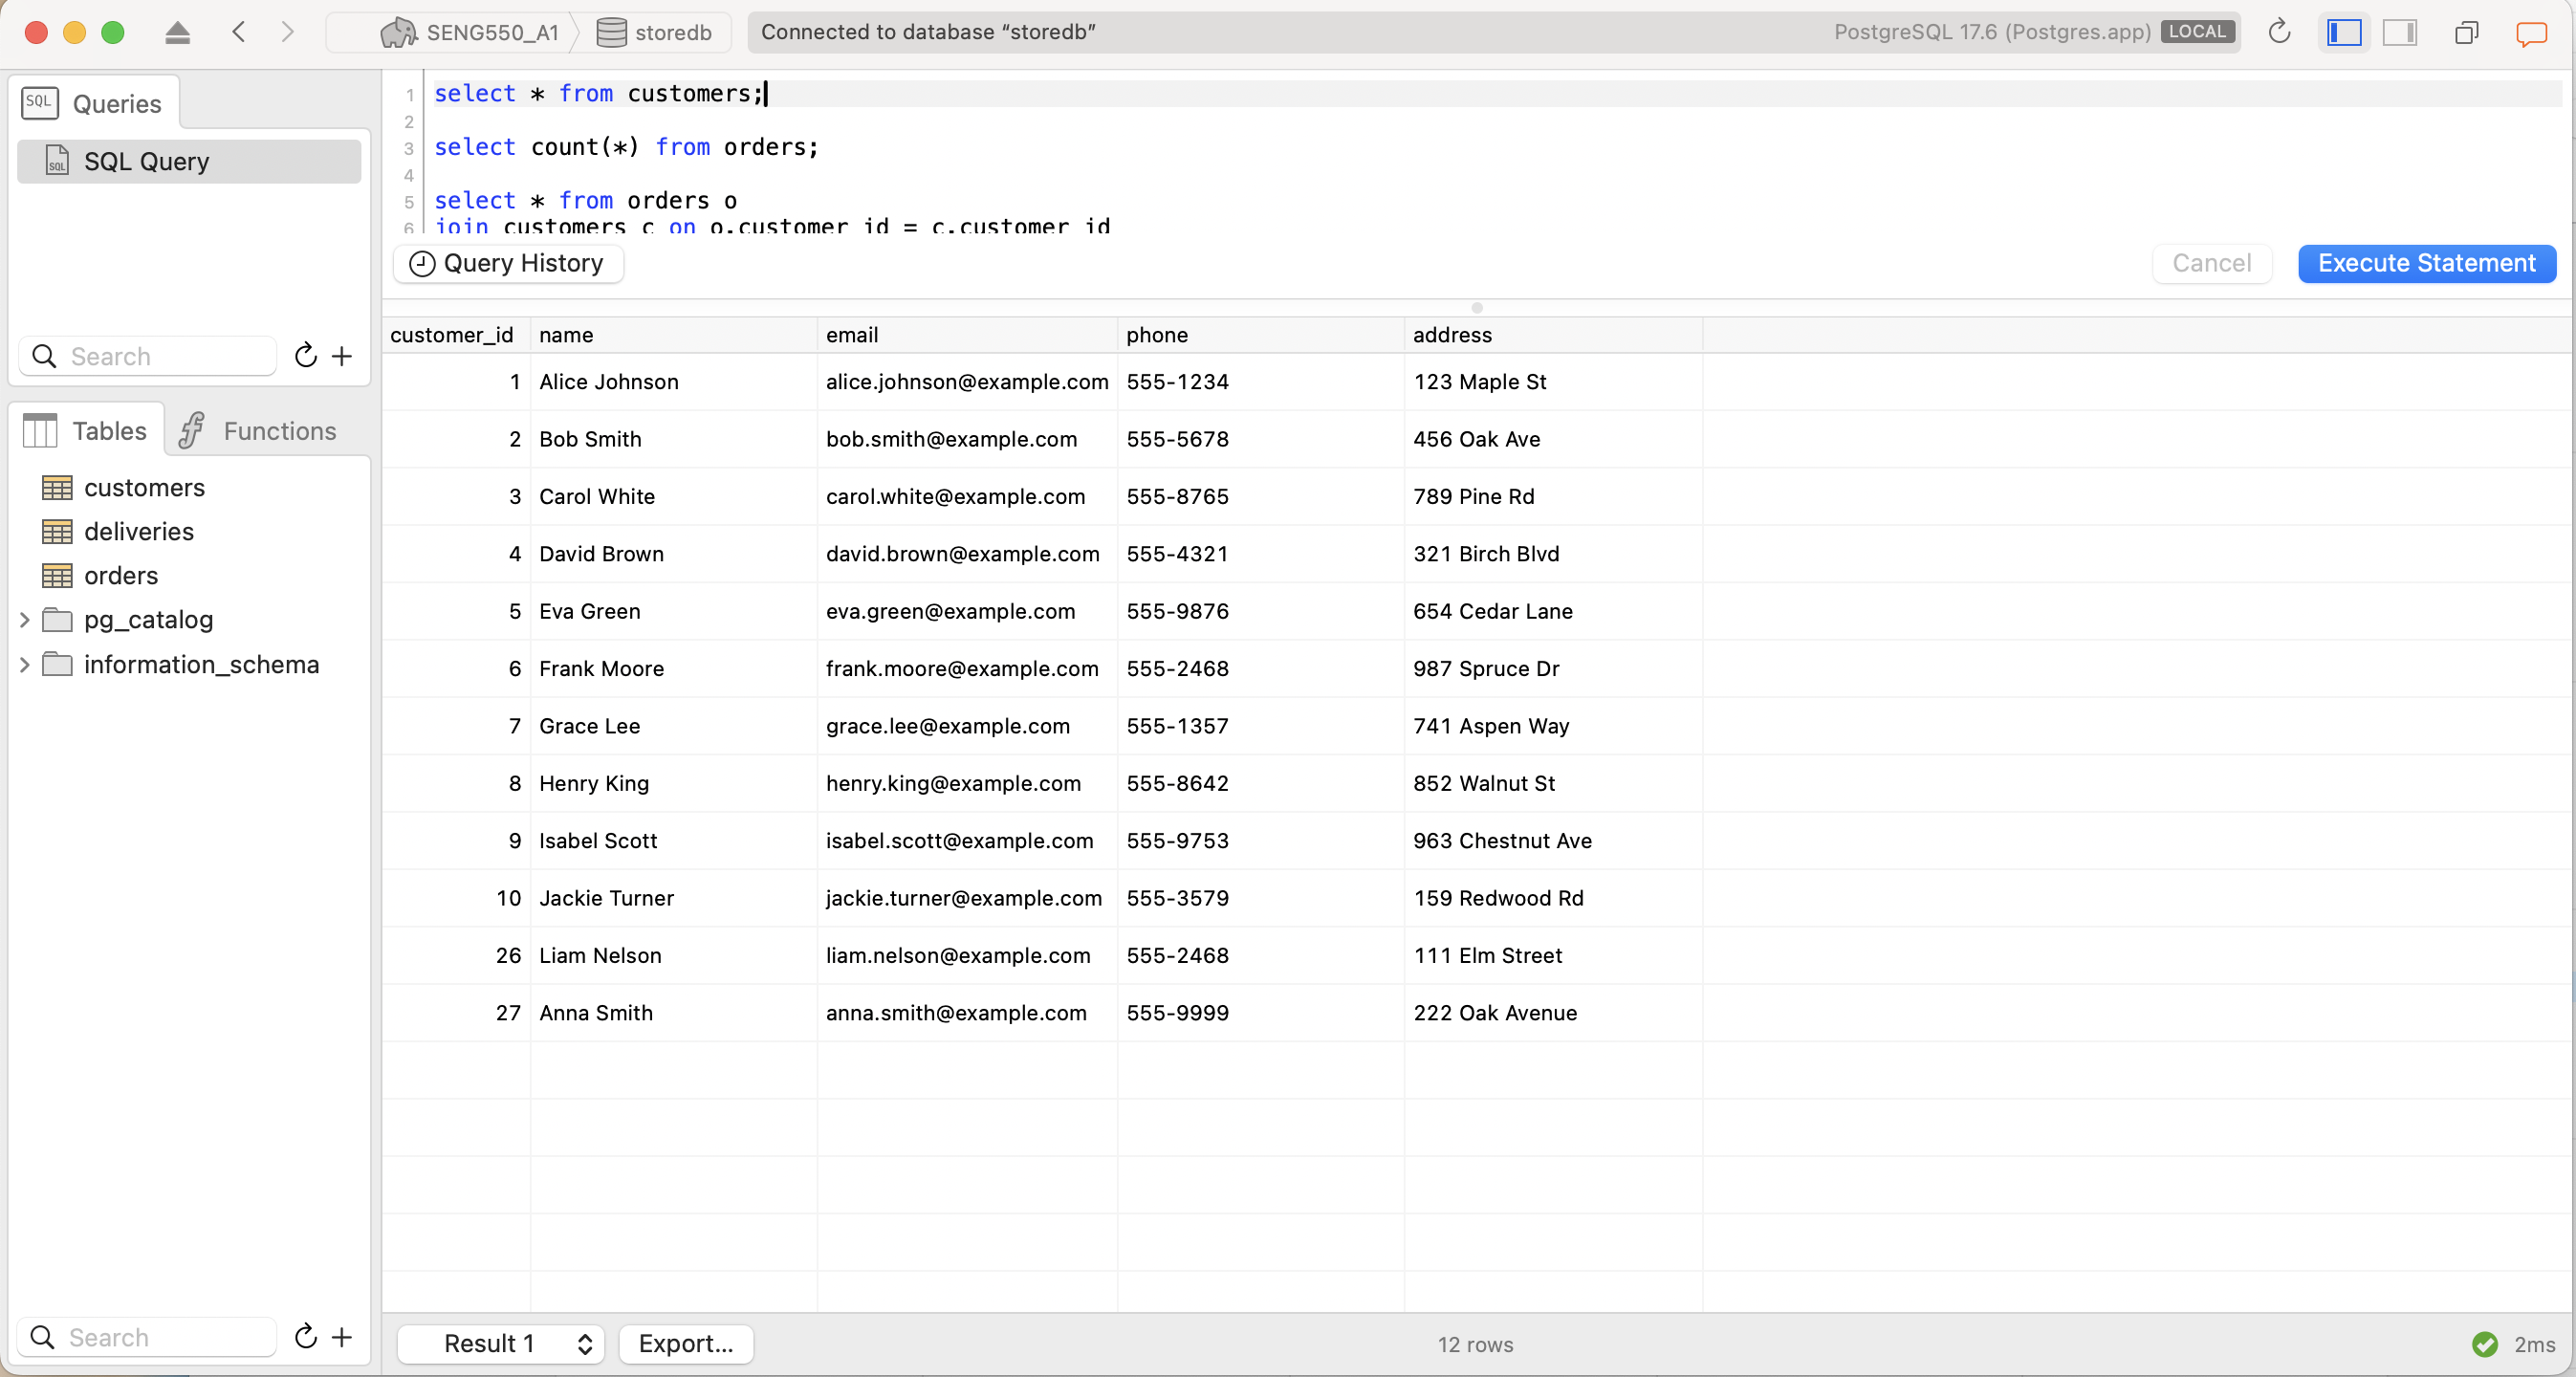 SENG550_A1 storedb Connected to database “storedb” PostgreSQL 17.6 (Postgres.app) LOCAL
SQL Queries
SQL SQL Query
Search
Tables Functions
customers
deliveries
orders
pg_catalog
information_schema
Search
1 select * from customers;
2
3 select count(*) from orders;
4
5 select * from orders o
6 join customers c on o.customer_id = c.customer_id
Query History Cancel Execute Statement
customer_id name email phone address
1 Alice Johnson alice.johnson@example.com 555-1234 123 Maple St
2 Bob Smith bob.smith@example.com 555-5678 456 Oak Ave
3 Carol White carol.white@example.com 555-8765 789 Pine Rd
4 David Brown david.brown@example.com 555-4321 321 Birch Blvd
5 Eva Green eva.green@example.com 555-9876 654 Cedar Lane
6 Frank Moore frank.moore@example.com 555-2468 987 Spruce Dr
7 Grace Lee grace.lee@example.com 555-1357 741 Aspen Way
8 Henry King henry.king@example.com 555-8642 852 Walnut St
9 Isabel Scott isabel.scott@example.com 555-9753 963 Chestnut Ave
10 Jackie Turner jackie.turner@example.com 555-3579 159 Redwood Rd
26 Liam Nelson liam.nelson@example.com 555-2468 111 Elm Street
27 Anna Smith anna.smith@example.com 555-9999 222 Oak Avenue
Result 1 Export... 12 rows 2ms